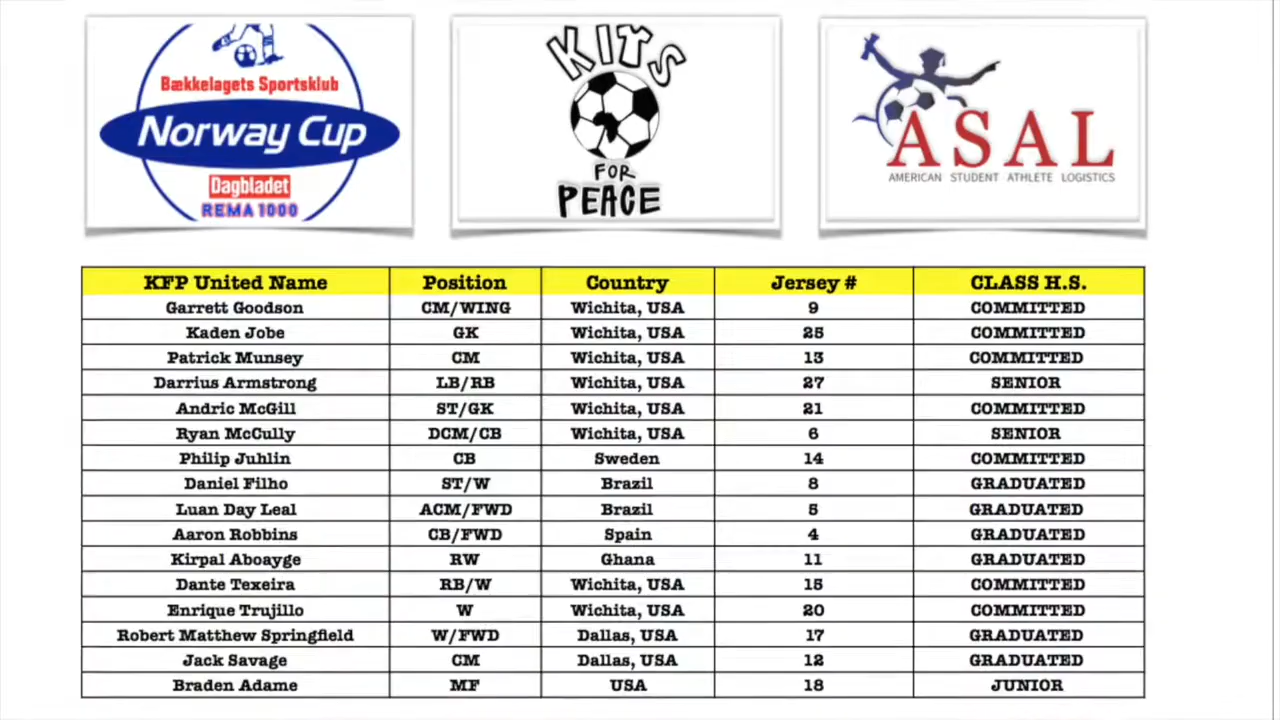 Bækkelagets Sportsklub
Norway Cup
Dagbladet
REMA 1000
KITS
FOR
PEACE
ASAL
AMERICAN STUDENT ATHLETE LOGISTICS
KFP United Name Position Country Jersey # CLASS H.S.
Garrett Goodson CM/WING Wichita, USA 9 COMMITTED
Kaden Jobe GK Wichita, USA 25 COMMITTED
Patrick Munsey CM Wichita, USA 13 COMMITTED
Darrius Armstrong LB/RB Wichita, USA 27 SENIOR
Andric McGill ST/GK Wichita, USA 21 COMMITTED
Ryan McCully DCM/CB Wichita, USA 6 SENIOR
Philip Juhlin CB Sweden 14 COMMITTED
Daniel Filho ST/W Brazil 8 GRADUATED
Luan Day Leal ACM/FWD Brazil 5 GRADUATED
Aaron Robbins CB/FWD Spain 4 GRADUATED
Kirpal Aboayge RW Ghana 11 GRADUATED
Dante Texeira RB/W Wichita, USA 15 COMMITTED
Enrique Trujillo W Wichita, USA 20 COMMITTED
Robert Matthew Springfield W/FWD Dallas, USA 17 GRADUATED
Jack Savage CM Dallas, USA 12 GRADUATED
Braden Adame MF USA 18 JUNIOR